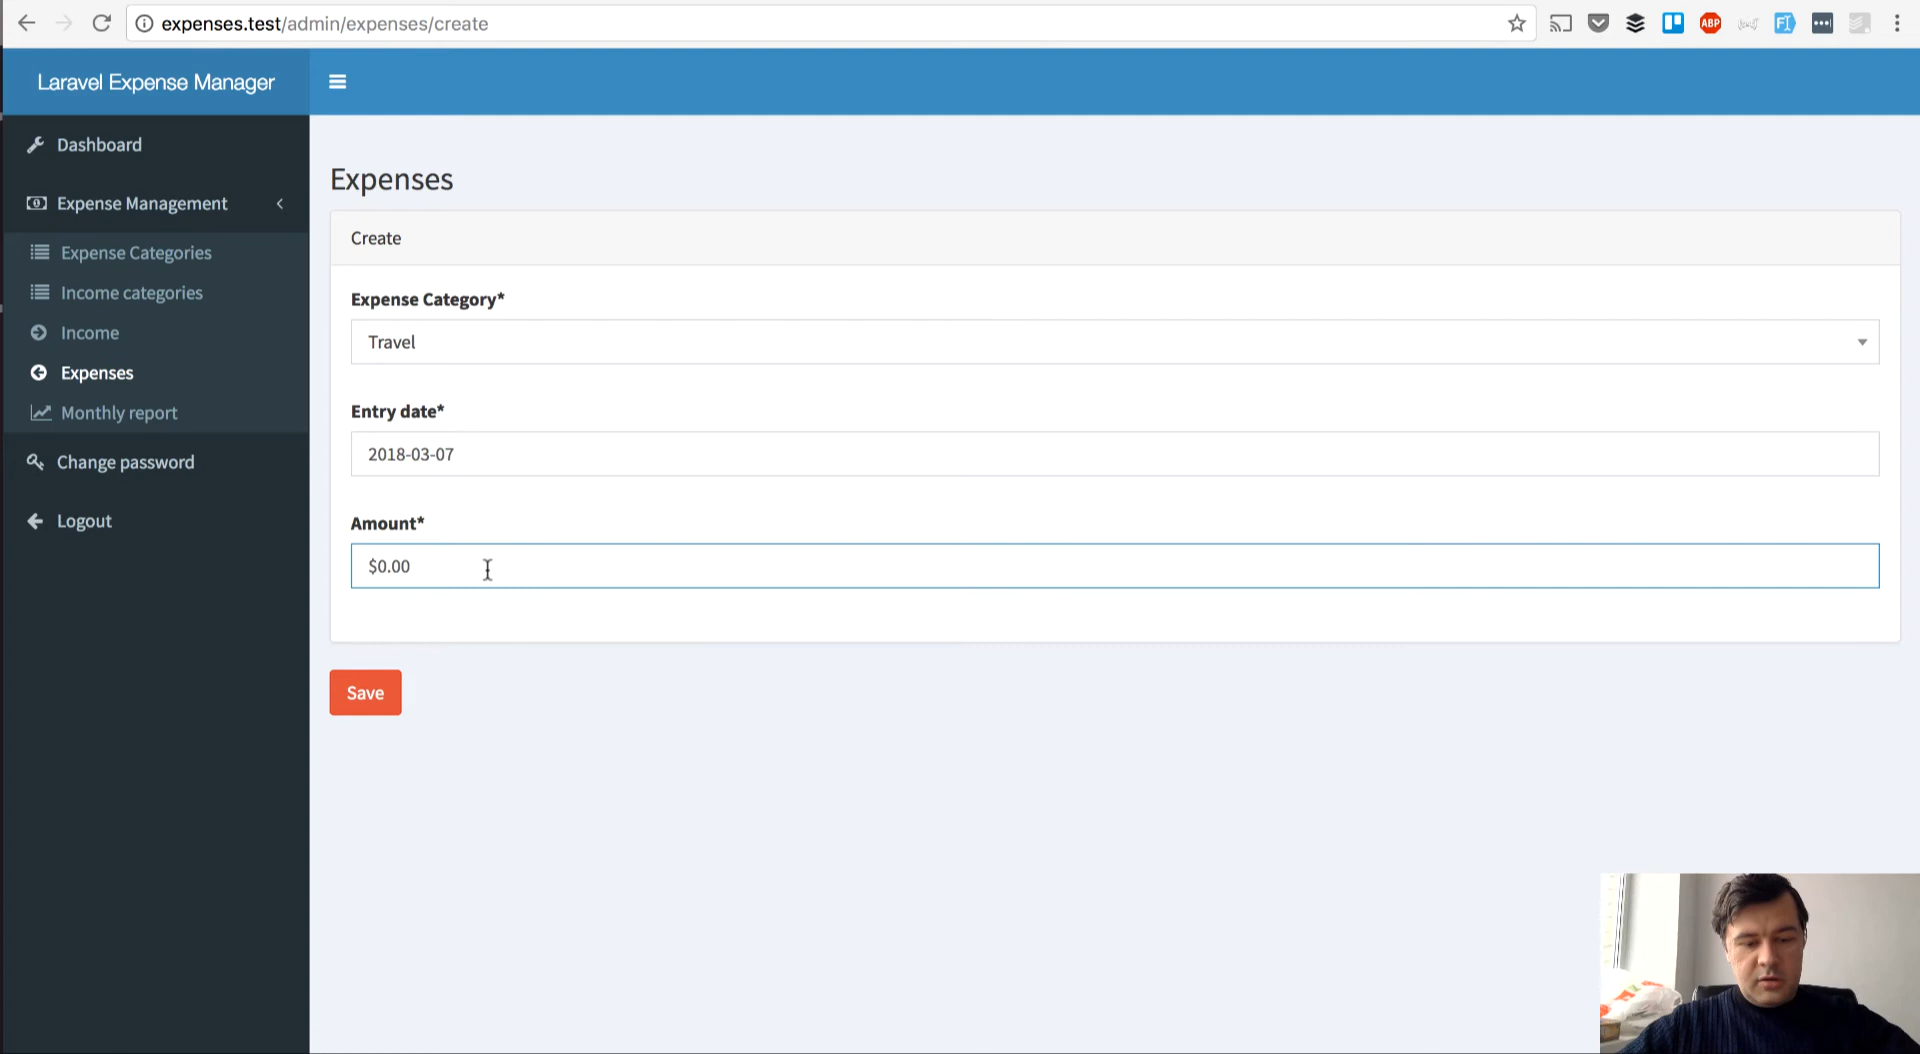 expenses.test/admin/expenses/create
ABP
Laravel Expense Manager
Dashboard
Expense Management
Expense Categories
Income categories
Income
Expenses
Monthly report
Change password
Logout
Expenses
Create
Expense Category*
Travel
Entry date*
2018-03-07
Amount*
$0.00
Save